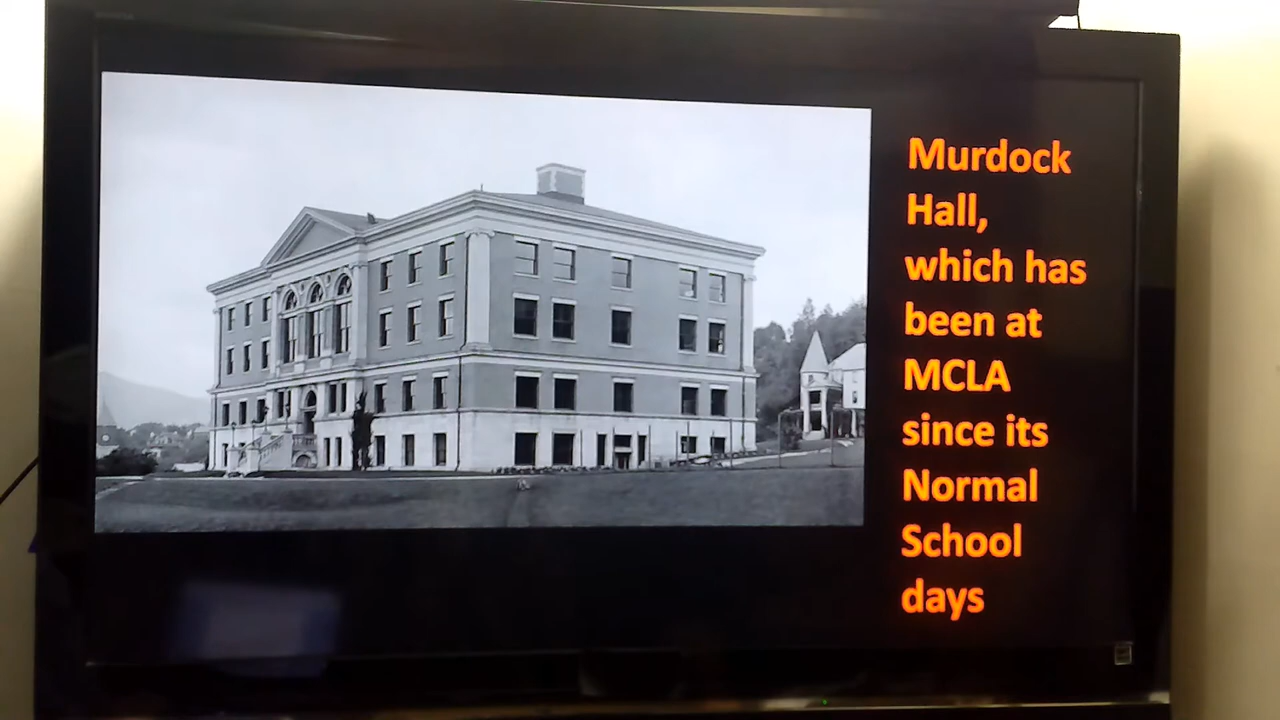 Murdock
Hall,
which has
been at
MCLA
since its
Normal
School
days